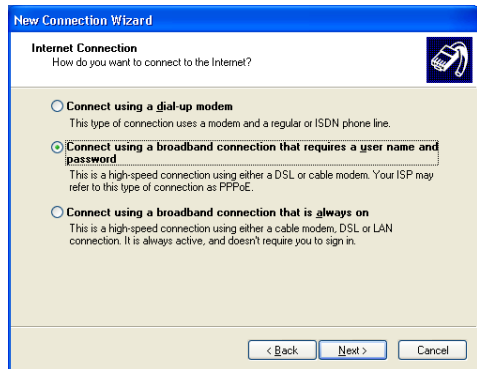 New Connection Wizard
Internet Connection
How do you want to connect to the Internet?
Connect using a dial-up modem
This type of connection uses a modem and a regular or ISDN phone line.
Connect using a broadband connection that requires a user name and
password
This is a high-speed connection using either a DSL or cable modem. Your ISP may
refer to this type of connection as PPPoE.
Connect using a broadband connection that is always on
This is a high-speed connection using either a cable modem, DSL or LAN
connection. It is always active, and doesn't require you to sign in.
< Back Next > Cancel